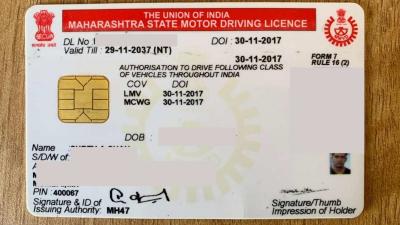 THE UNION OF INDIA
MAHARASHTRA STATE MOTOR DRIVING LICENCE
DL No DOI : 30-11-2017
Valid Till : 29-11-2037 (NT)
30-11-2017
FORM 7
RULE 16 (2)
AUTHORISATION TO DRIVE FOLLOWING CLASS
OF VEHICLES THROUGHOUT INDIA
COV DOI
LMV 30-11-2017
MCWG 30-11-2017
DOB :
S/D/W of
PIN : 400067
Signature & ID of
Issuing Authority: MH47
Signature/Thumb
Impression of Holder